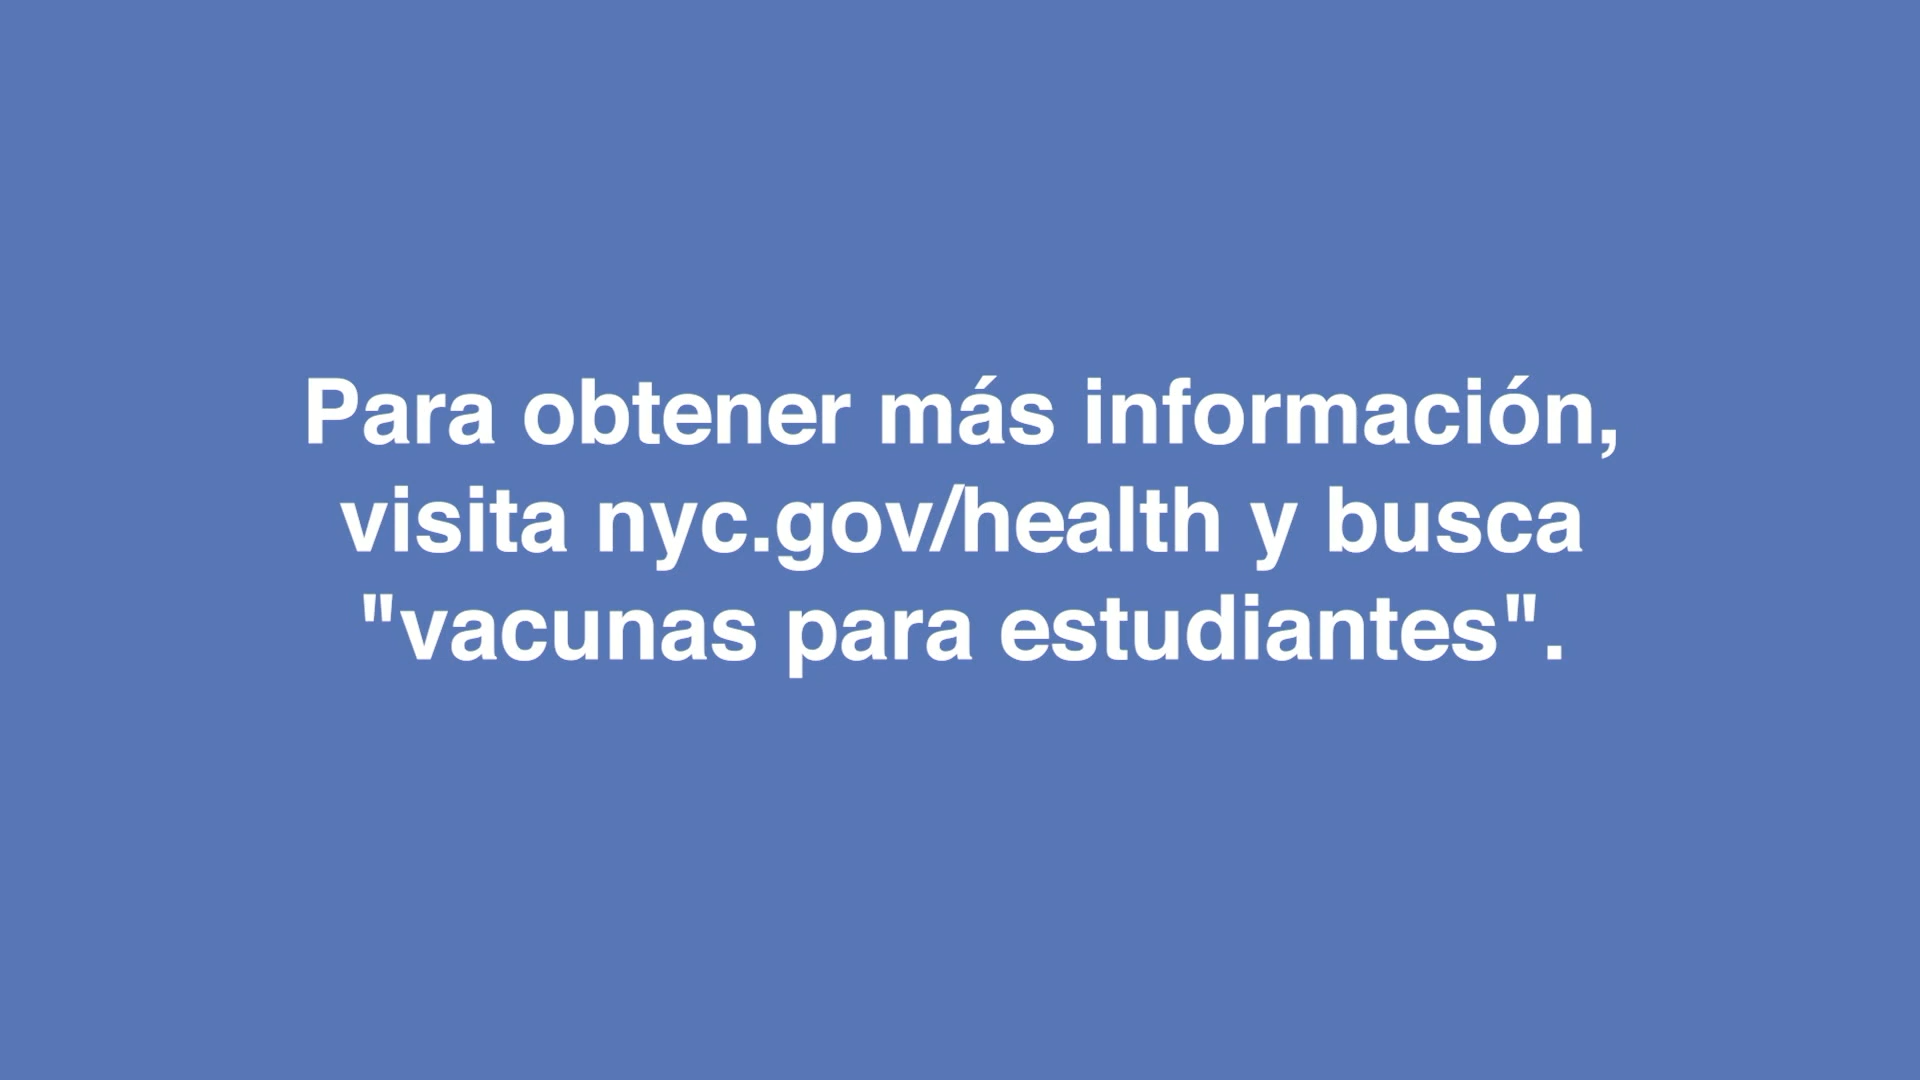 Para obtener más información,
visita nyc.gov/health y busca
"vacunas para estudiantes".